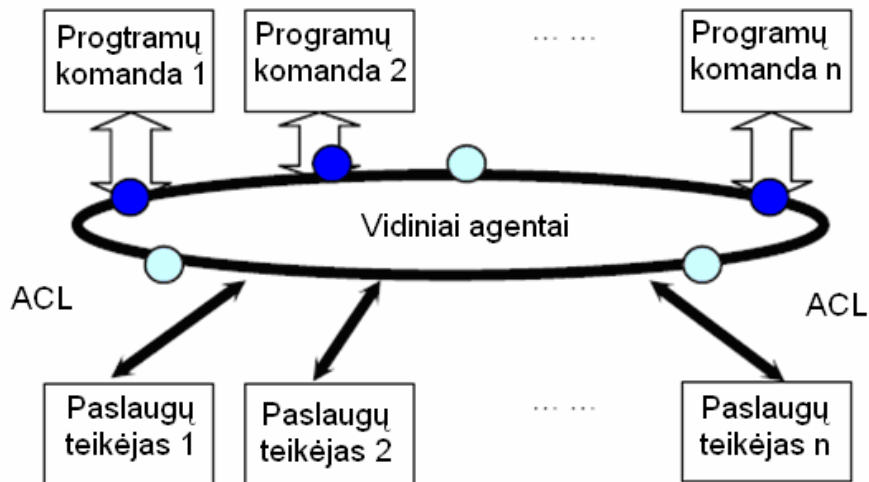 Progtramų
komanda 1
Programų
komanda 2
... ...
Programų
komanda n
Vidiniai agentai
ACL
ACL
Paslaugų
teikėjas 1
Paslaugų
teikėjas 2
... ...
Paslaugų
teikėjas n